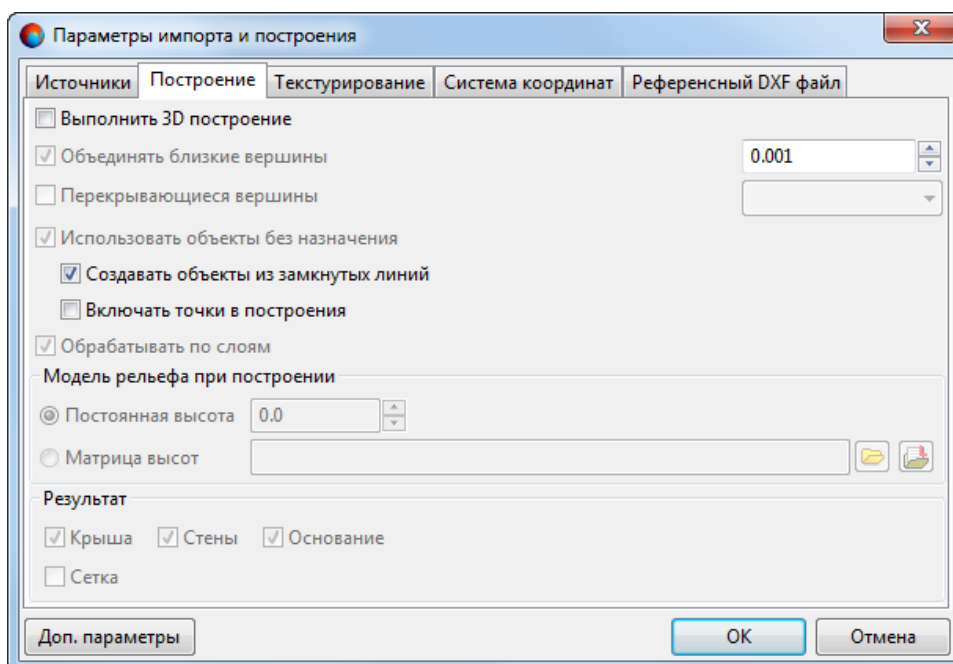 Параметры импорта и построения
Источники Построение Текстурирование Система координат Референсный DXF файл
Выполнить 3D построение
Объединять близкие вершины 0.001
Перекрывающиеся вершины
Использовать объекты без назначения
Создавать объекты из замкнутых линий
Включать точки в построения
Обрабатывать по слоям
Модель рельефа при построении
Постоянная высота 0.0
Матрица высот
Результат
Крыша Стены Основание
Сетка
Доп. параметры OK Отмена